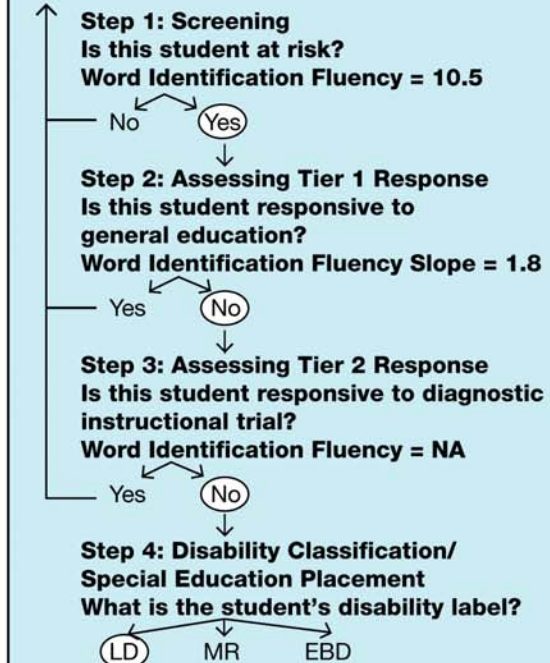 Step 1: Screening
Is this student at risk?
Word Identification Fluency = 10.5
No Yes
Step 2: Assessing Tier 1 Response
Is this student responsive to
general education?
Word Identification Fluency Slope = 1.8
Yes No
Step 3: Assessing Tier 2 Response
Is this student responsive to diagnostic
instructional trial?
Word Identification Fluency = NA
Yes No
Step 4: Disability Classification/
Special Education Placement
What is the student's disability label?
LD MR EBD